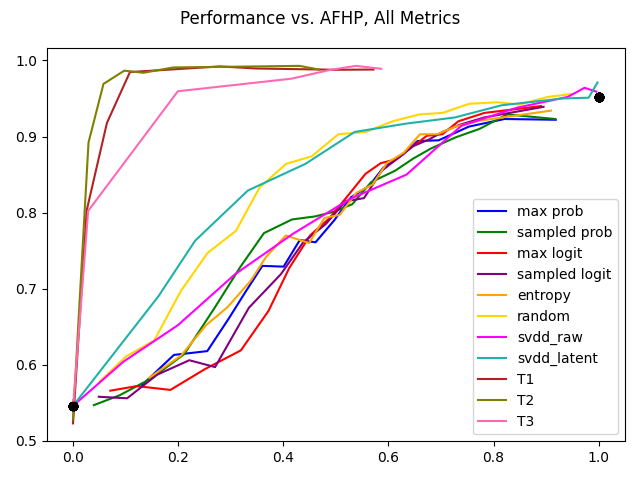 Performance vs. AFHP, All Metrics
1.0
0.9
0.8
0.7
0.6
0.5
0.0 0.2 0.4 0.6 0.8 1.0
max prob
sampled prob
max logit
sampled logit
entropy
random
svdd_raw
svdd_latent
T1
T2
T3